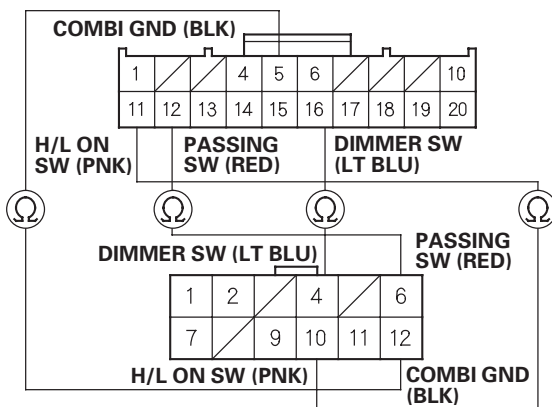 COMBI GND (BLK)
1 4 5 6 10
11 12 13 14 15 16 17 18 19 20
H/L ON
SW (PNK)
PASSING
SW (RED)
DIMMER SW
(LT BLU)
Ω Ω Ω Ω
DIMMER SW (LT BLU)
PASSING
SW (RED)
1 2 4 6
7 9 10 11 12
H/L ON SW (PNK)
COMBI GND
(BLK)